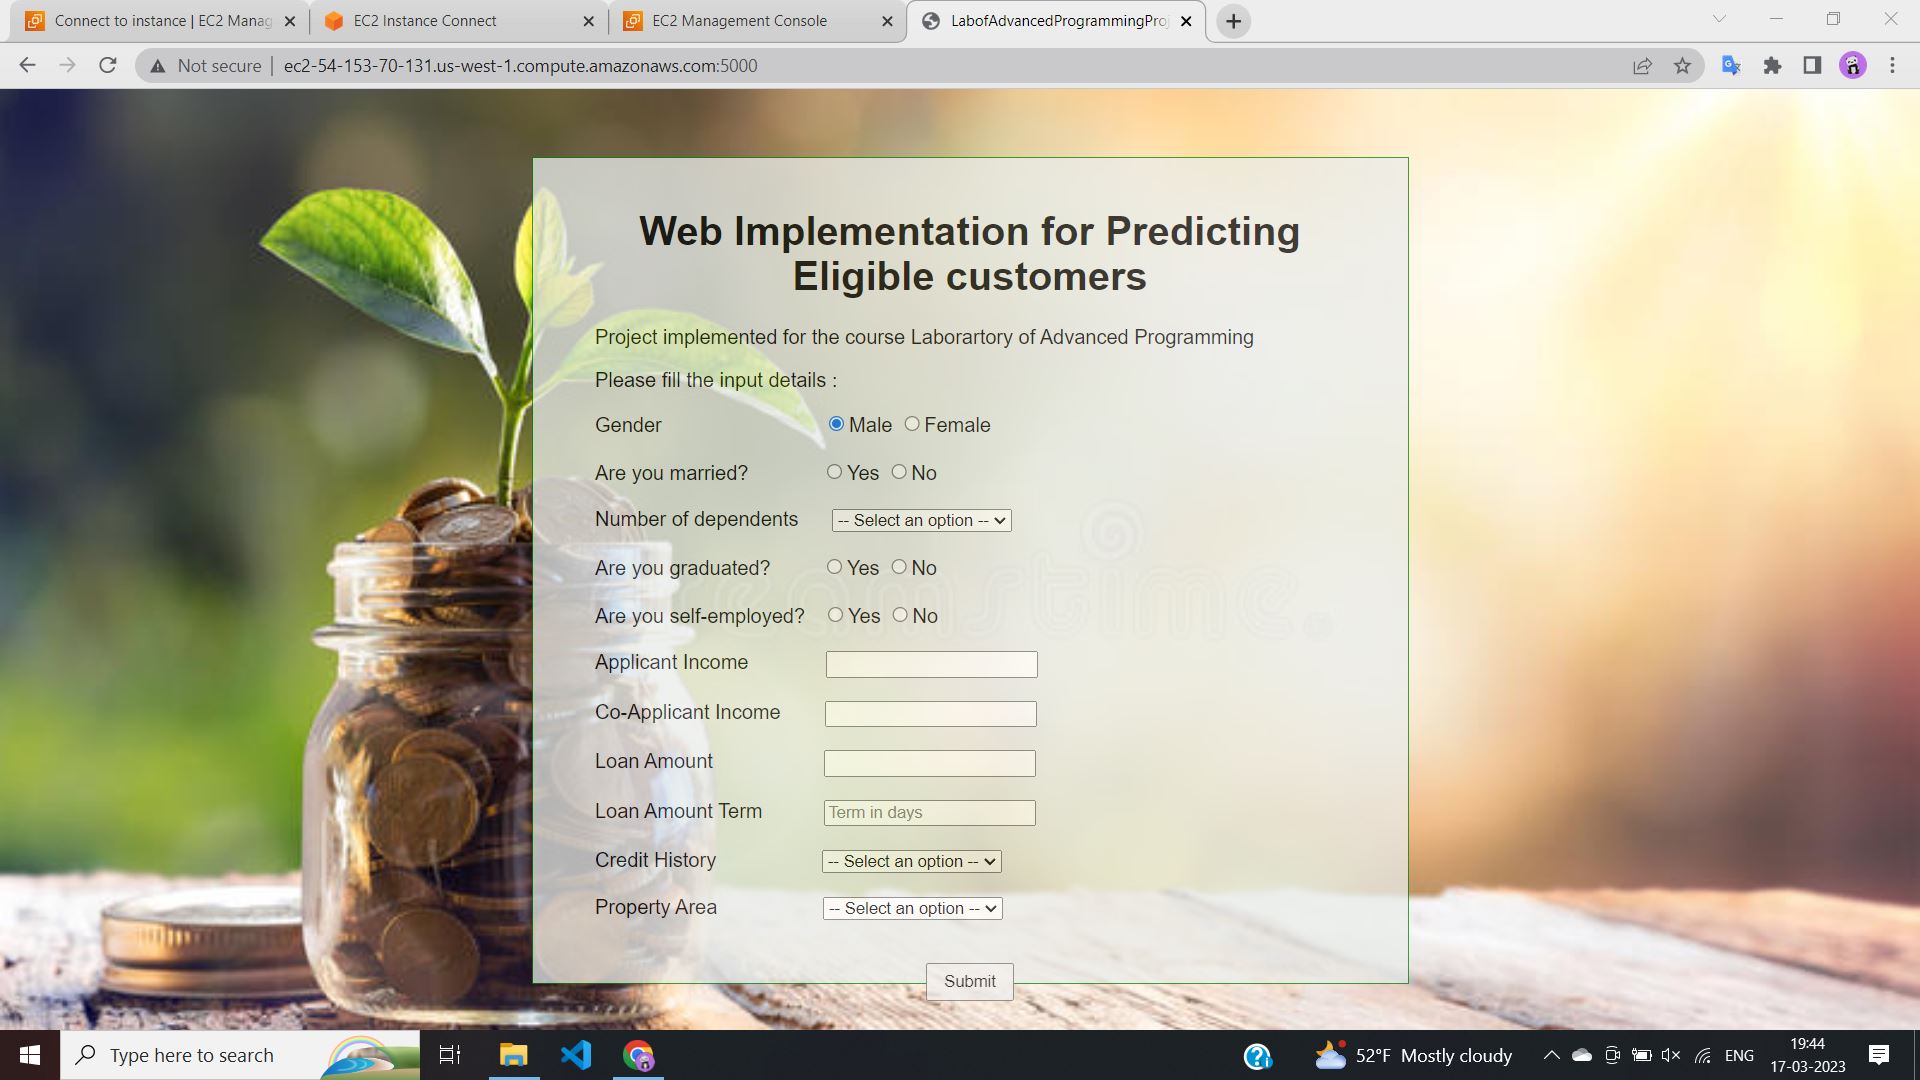 Connect to instance | EC2 Manag
EC2 Instance Connect
EC2 Management Console
LabofAdvancedProgrammingProj
Not secure
ec2-54-153-70-131.us-west-1.compute.amazonaws.com:5000
Web Implementation for Predicting
Eligible customers
Project implemented for the course Laborartory of Advanced Programming
Please fill the input details :
Gender Male Female
Are you married? Yes No
Number of dependents -- Select an option --
Are you graduated? Yes No
Are you self-employed? Yes No
Applicant Income
Co-Applicant Income
Loan Amount
Loan Amount Term Term in days
Credit History -- Select an option --
Property Area -- Select an option --
Submit
Type here to search
52°F Mostly cloudy
ENG
19:44
17-03-2023